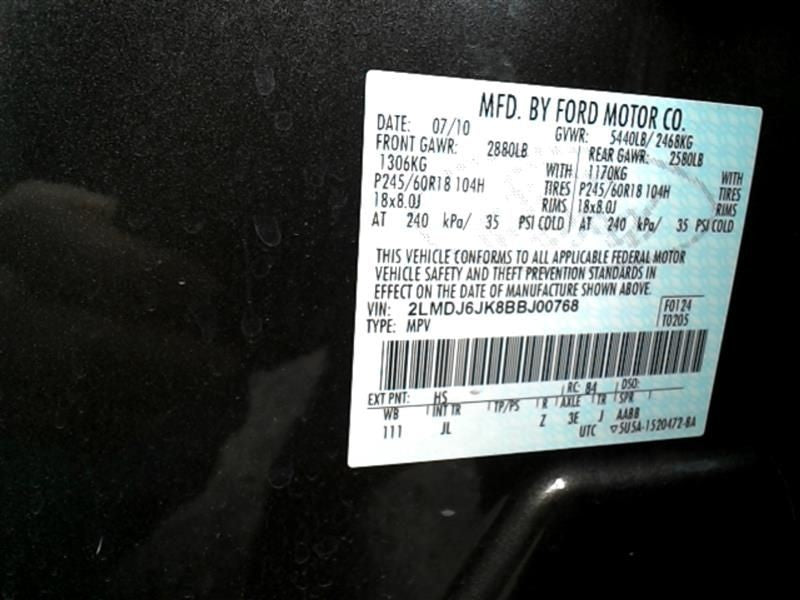 MFD. BY FORD MOTOR CO.
DATE: 07/10 GVWR: 5440LB/ 2468KG
FRONT GAWR: 2880LB REAR GAWR: 2580LB
1306KG WITH 1170KG WITH
P245/60R18 104H TIRES P245/60R18 104H TIRES
18x8.0J RIMS 18x8.0J RIMS
AT 240 kPa/ 35 PSI COLD AT 240 kPa/ 35 PSI COLD
THIS VEHICLE CONFORMS TO ALL APPLICABLE FEDERAL MOTOR
VEHICLE SAFETY AND THEFT PREVENTION STANDARDS IN
EFFECT ON THE DATE OF MANUFACTURE SHOWN ABOVE.
VIN: 2LMDJ6JK8BBJ00768 F0124
TYPE: MPV T0205
EXT PNT: HS RC: 84 DSO:
WB INT TR TP/PS R AXLE TR SPR
111 JL Z 3E J AABB
UTC ▽5U5A-1520472-BA